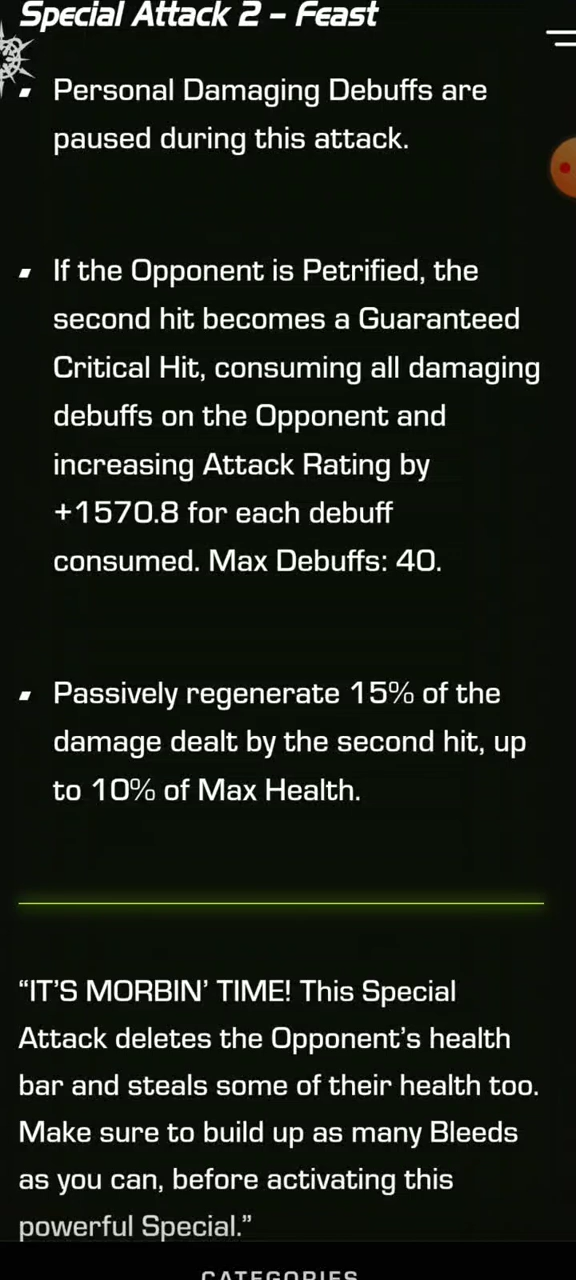 Special Attack 2 – Feast
Personal Damaging Debuffs are
paused during this attack.
If the Opponent is Petrified, the
second hit becomes a Guaranteed
Critical Hit, consuming all damaging
debuffs on the Opponent and
increasing Attack Rating by
+1570.8 for each debuff
consumed. Max Debuffs: 40.
Passively regenerate 15% of the
damage dealt by the second hit, up
to 10% of Max Health.
“IT’S MORBIN’ TIME! This Special
Attack deletes the Opponent’s health
bar and steals some of their health too.
Make sure to build up as many Bleeds
as you can, before activating this
powerful Special.”
CATEGORIES